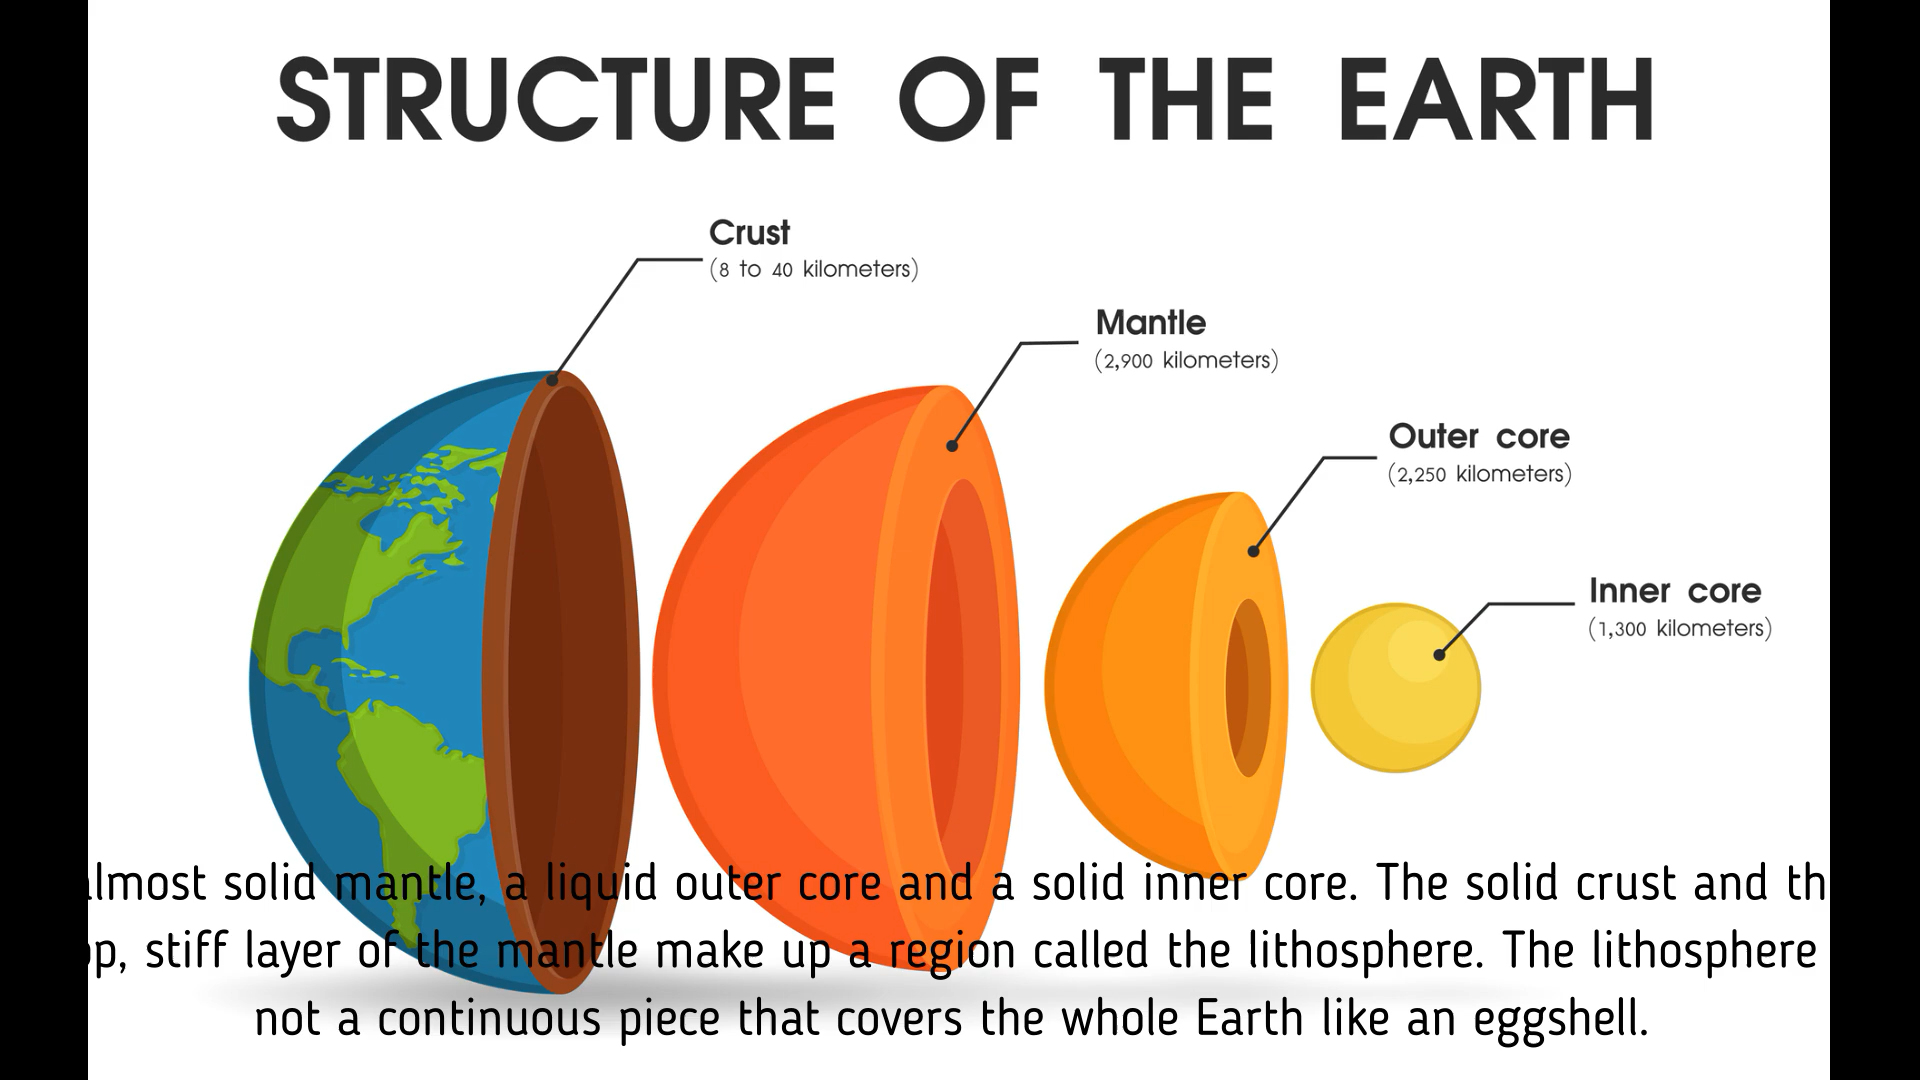 STRUCTURE OF THE EARTH
Crust
(8 to 40 kilometers)
Mantle
(2,900 kilometers)
Outer core
(2,250 kilometers)
Inner core
(1,300 kilometers)
solid mantle, a liquid outer core and a solid inner core. The solid crust and
stiff layer of the mantle make up a region called the lithosphere. The lithosphere
not a continuous piece that covers the whole Earth like an eggshell.